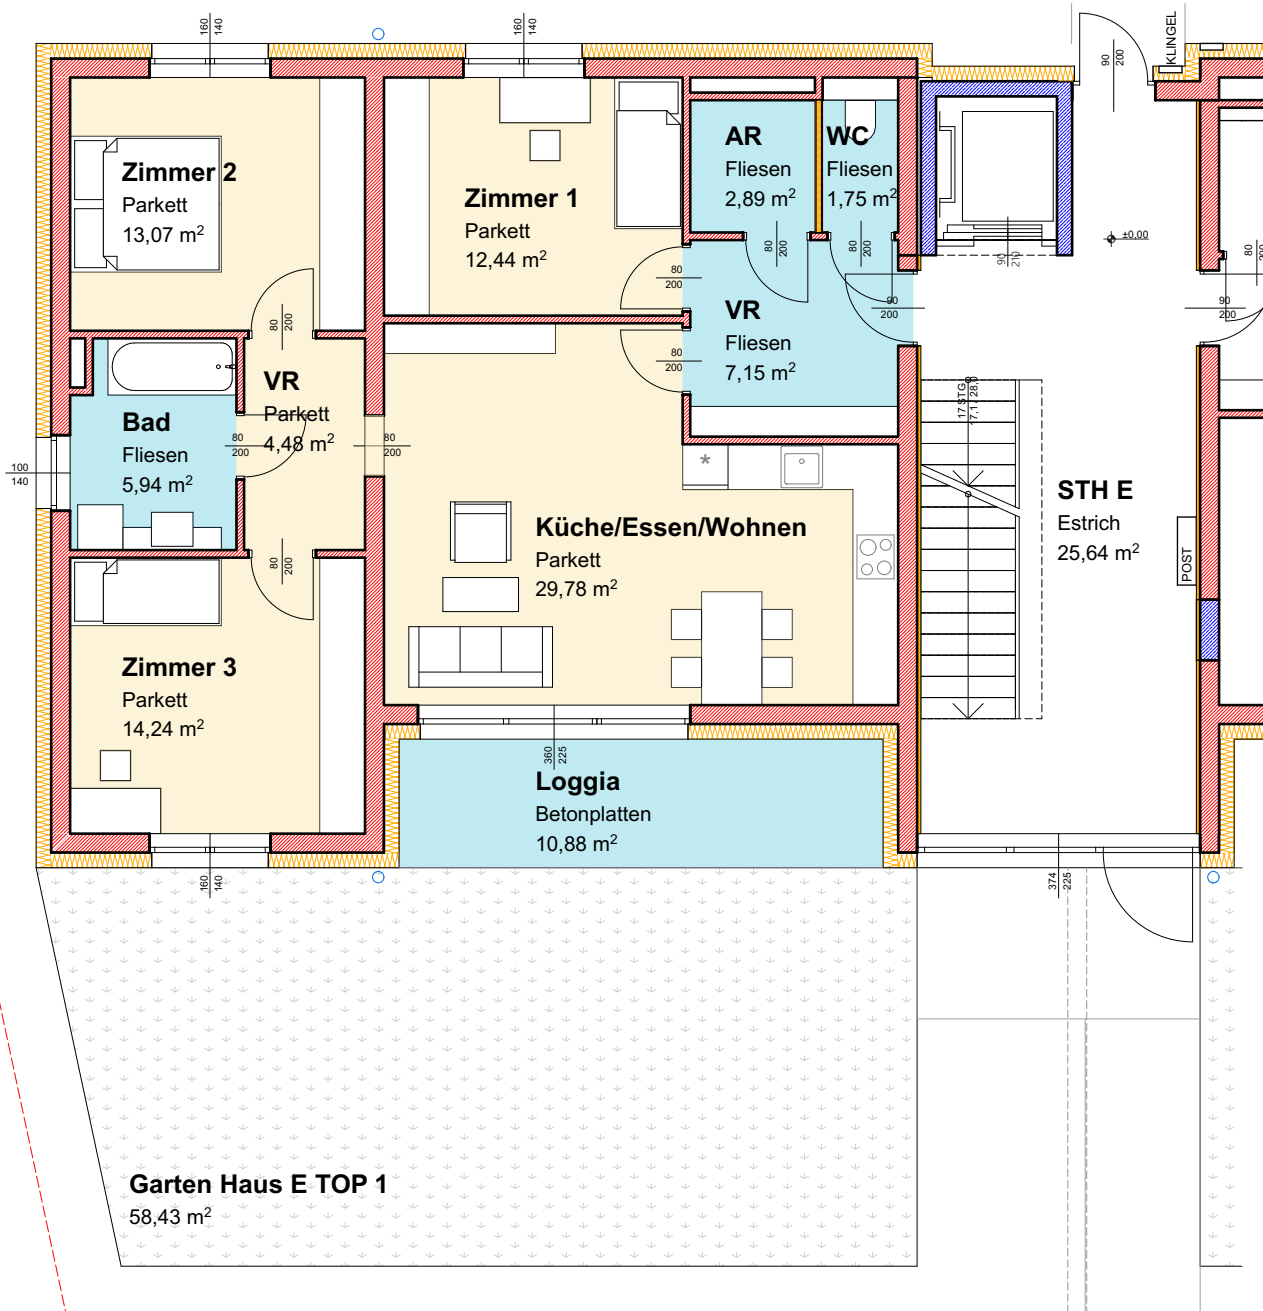 160
140
160
140
90
200
KLINGEL
Zimmer 2
Parkett
13,07 m²
Zimmer 1
Parkett
12,44 m²
AR
Fliesen
2,89 m²
WC
Fliesen
1,75 m²
80
200
80
200
90
210
±0,00
80
200
80
200
90
200
90
200
80
200
80
200
VR
Fliesen
7,15 m²
VR
Parkett
4,48 m²
Bad
Fliesen
5,94 m²
80
200
80
200
100
140
17 STG
17,1 / 28,0
*
STH E
Estrich
25,64 m²
POST
Küche/Essen/Wohnen
Parkett
29,78 m²
80
200
Zimmer 3
Parkett
14,24 m²
360
225
Loggia
Betonplatten
10,88 m²
160
140
374
225
Garten Haus E TOP 1
58,43 m²